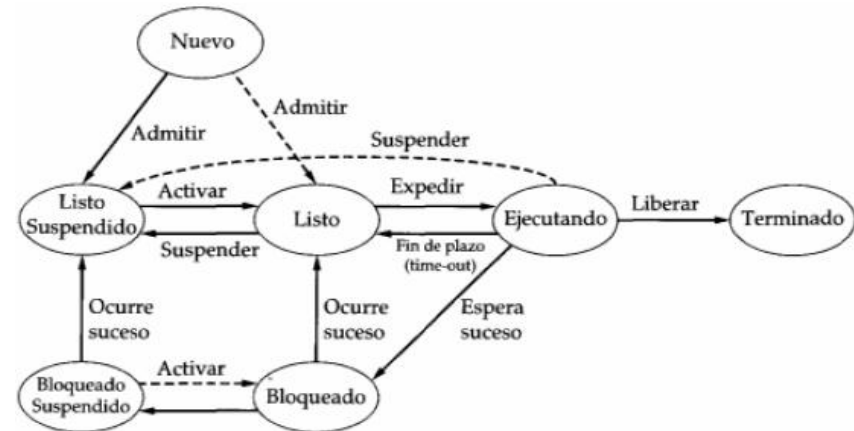 Nuevo
Admitir
Admitir
Suspender
Listo
Suspendido
Activar
Listo
Expedir
Ejecutando
Liberar
Terminado
Suspender
Fin de plazo
(time-out)
Ocurre
suceso
Ocurre
suceso
Espera
suceso
Bloqueado
Suspendido
Activar
Bloqueado